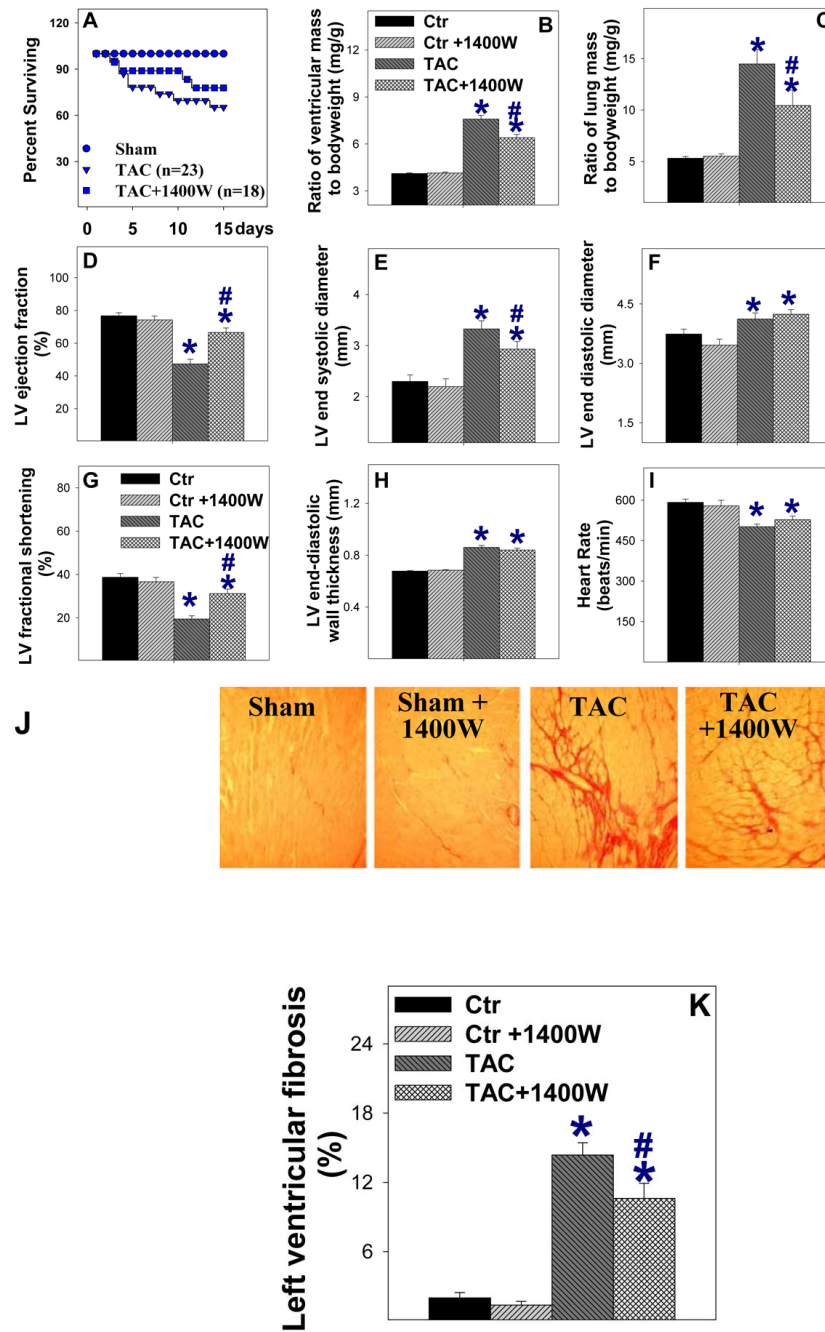 A
Percent Surviving
120
90
60
30
Sham
TAC (n=23)
TAC+1400W (n=18)
0 5 10 15 days
B
Ctr
Ctr +1400W
TAC
TAC+1400W
Ratio of ventricular mass
to bodyweight (mg/g)
12
9
6
3
*
#
*
Ratio of lung mass
to bodyweight (mg/g)
15
10
5
*
#
*
D
LV ejection fraction
(%)
100
80
60
40
20
*
#
*
E
LV end systolic diameter
(mm)
4
3
2
*
#
*
F
LV end diastolic diameter
(mm)
4.5
3.0
1.5
*
*
G
Ctr
Ctr +1400W
TAC
TAC+1400W
LV fractional shortening
(%)
80
60
40
20
*
#
*
H
LV end-diastolic
wall thickness (mm)
1.2
0.8
0.4
*
*
I
Heart Rate
(beats/min)
600
450
300
150
*
*
J
Sham
Sham +
1400W
TAC
TAC
+1400W
K
Ctr
Ctr +1400W
TAC
TAC+1400W
Left ventricular fibrosis
(%)
24
18
12
6
*
#
*